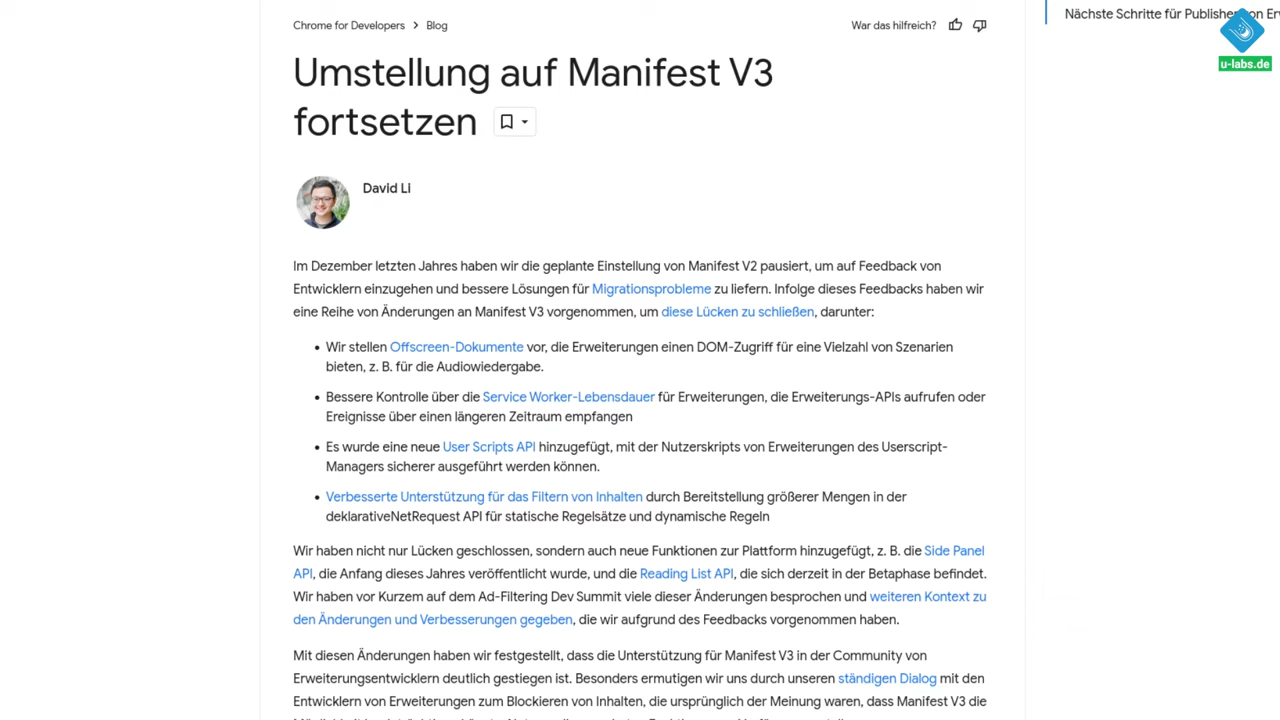 Chrome for Developers > Blog
War das hilfreich?
Nächste Schritte für Publisher von Erw
u-labs.de
Umstellung auf Manifest V3
fortsetzen
David Li
Im Dezember letzten Jahres haben wir die geplante Einstellung von Manifest V2 pausiert, um auf Feedback von
Entwicklern einzugehen und bessere Lösungen für Migrationsprobleme zu liefern. Infolge dieses Feedbacks haben wir
eine Reihe von Änderungen an Manifest V3 vorgenommen, um diese Lücken zu schließen, darunter:
• Wir stellen Offscreen-Dokumente vor, die Erweiterungen einen DOM-Zugriff für eine Vielzahl von Szenarien
bieten, z. B. für die Audiowiedergabe.
• Bessere Kontrolle über die Service Worker-Lebensdauer für Erweiterungen, die Erweiterungs-APIs aufrufen oder
Ereignisse über einen längeren Zeitraum empfangen
• Es wurde eine neue User Scripts API hinzugefügt, mit der Nutzerskripts von Erweiterungen des Userscript-
Managers sicherer ausgeführt werden können.
• Verbesserte Unterstützung für das Filtern von Inhalten durch Bereitstellung größerer Mengen in der
deklarativeNetRequest API für statische Regelsätze und dynamische Regeln
Wir haben nicht nur Lücken geschlossen, sondern auch neue Funktionen zur Plattform hinzugefügt, z. B. die Side Panel
API, die Anfang dieses Jahres veröffentlicht wurde, und die Reading List API, die sich derzeit in der Betaphase befindet.
Wir haben vor Kurzem auf dem Ad-Filtering Dev Summit viele dieser Änderungen besprochen und weiteren Kontext zu
den Änderungen und Verbesserungen gegeben, die wir aufgrund des Feedbacks vorgenommen haben.
Mit diesen Änderungen haben wir festgestellt, dass die Unterstützung für Manifest V3 in der Community von
Erweiterungsentwicklern deutlich gestiegen ist. Besonders ermutigen wir uns durch unseren ständigen Dialog mit den
Entwicklern von Erweiterungen zum Blockieren von Inhalten, die ursprünglich der Meinung waren, dass Manifest V3 die